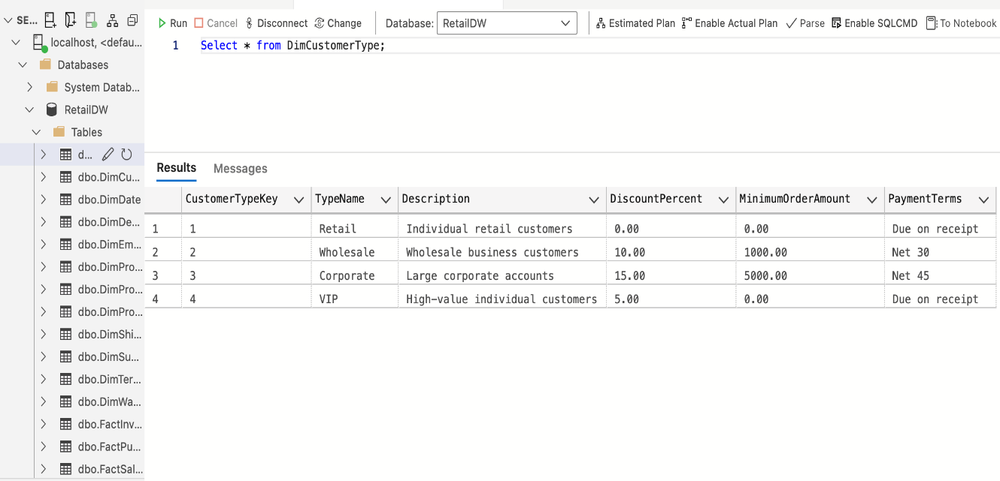 SE...
localhost, <defau...
Databases
System Datab...
RetailDW
Tables
d...
dbo.DimCu...
dbo.DimDate
dbo.DimDe...
dbo.DimEm...
dbo.DimPro...
dbo.DimPro...
dbo.DimPro...
dbo.DimShi...
dbo.DimSu...
dbo.DimTer...
dbo.DimWa...
dbo.FactInv...
dbo.FactPu...
dbo.FactSal...
Run Cancel Disconnect Change Database: RetailDW Estimated Plan Enable Actual Plan Parse Enable SQLCMD To Notebook
1 Select * from DimCustomerType;
Results Messages
CustomerTypeKey TypeName Description DiscountPercent MinimumOrderAmount PaymentTerms
1 1 Retail Individual retail customers 0.00 0.00 Due on receipt
2 2 Wholesale Wholesale business customers 10.00 1000.00 Net 30
3 3 Corporate Large corporate accounts 15.00 5000.00 Net 45
4 4 VIP High-value individual customers 5.00 0.00 Due on receipt